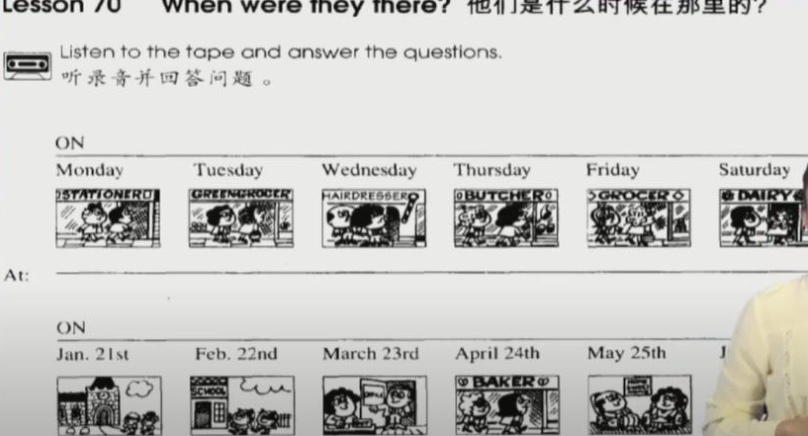 Lesson 70 When were they there? 他们是什么时候在那里的?
Listen to the tape and answer the questions.
听录音并回答问题。
ON
Monday Tuesday Wednesday Thursday Friday Saturday
STATIONER GREENGROCER HAIRDRESSER BUTCHER GROCER DAIRY
At:
ON
Jan. 21st Feb. 22nd March 23rd April 24th May 25th J
SCHOOL BAKER